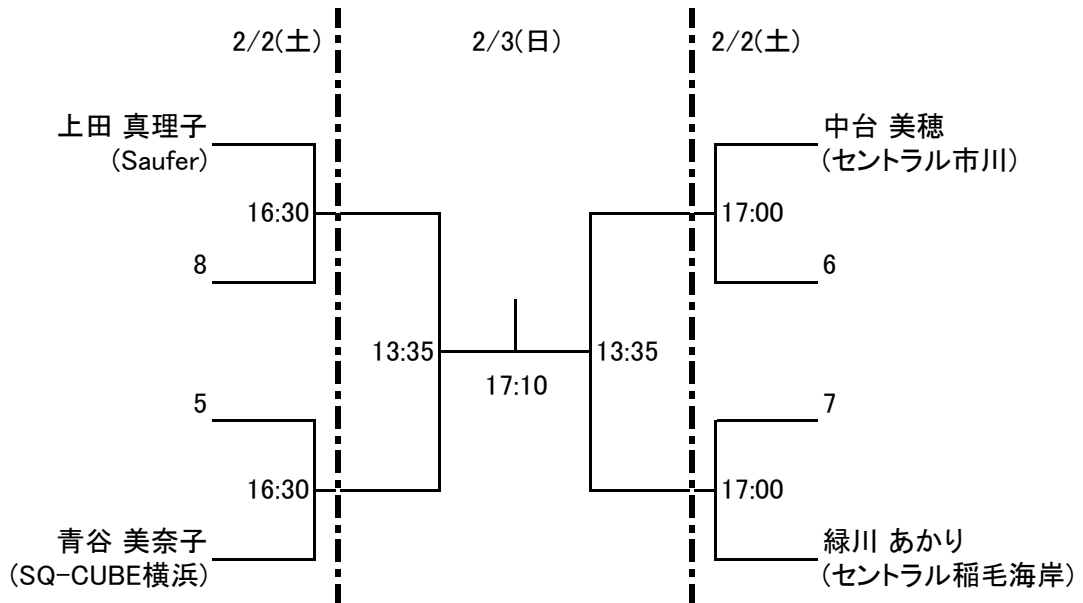 2/2(土)
2/3(日)
2/2(土)
上田 真理子
(Saufer)
中台 美穂
(セントラル市川)
16:30
17:00
8
6
13:35
13:35
17:10
5
7
16:30
17:00
青谷 美奈子
(SQ-CUBE横浜)
緑川 あかり
(セントラル稲毛海岸)